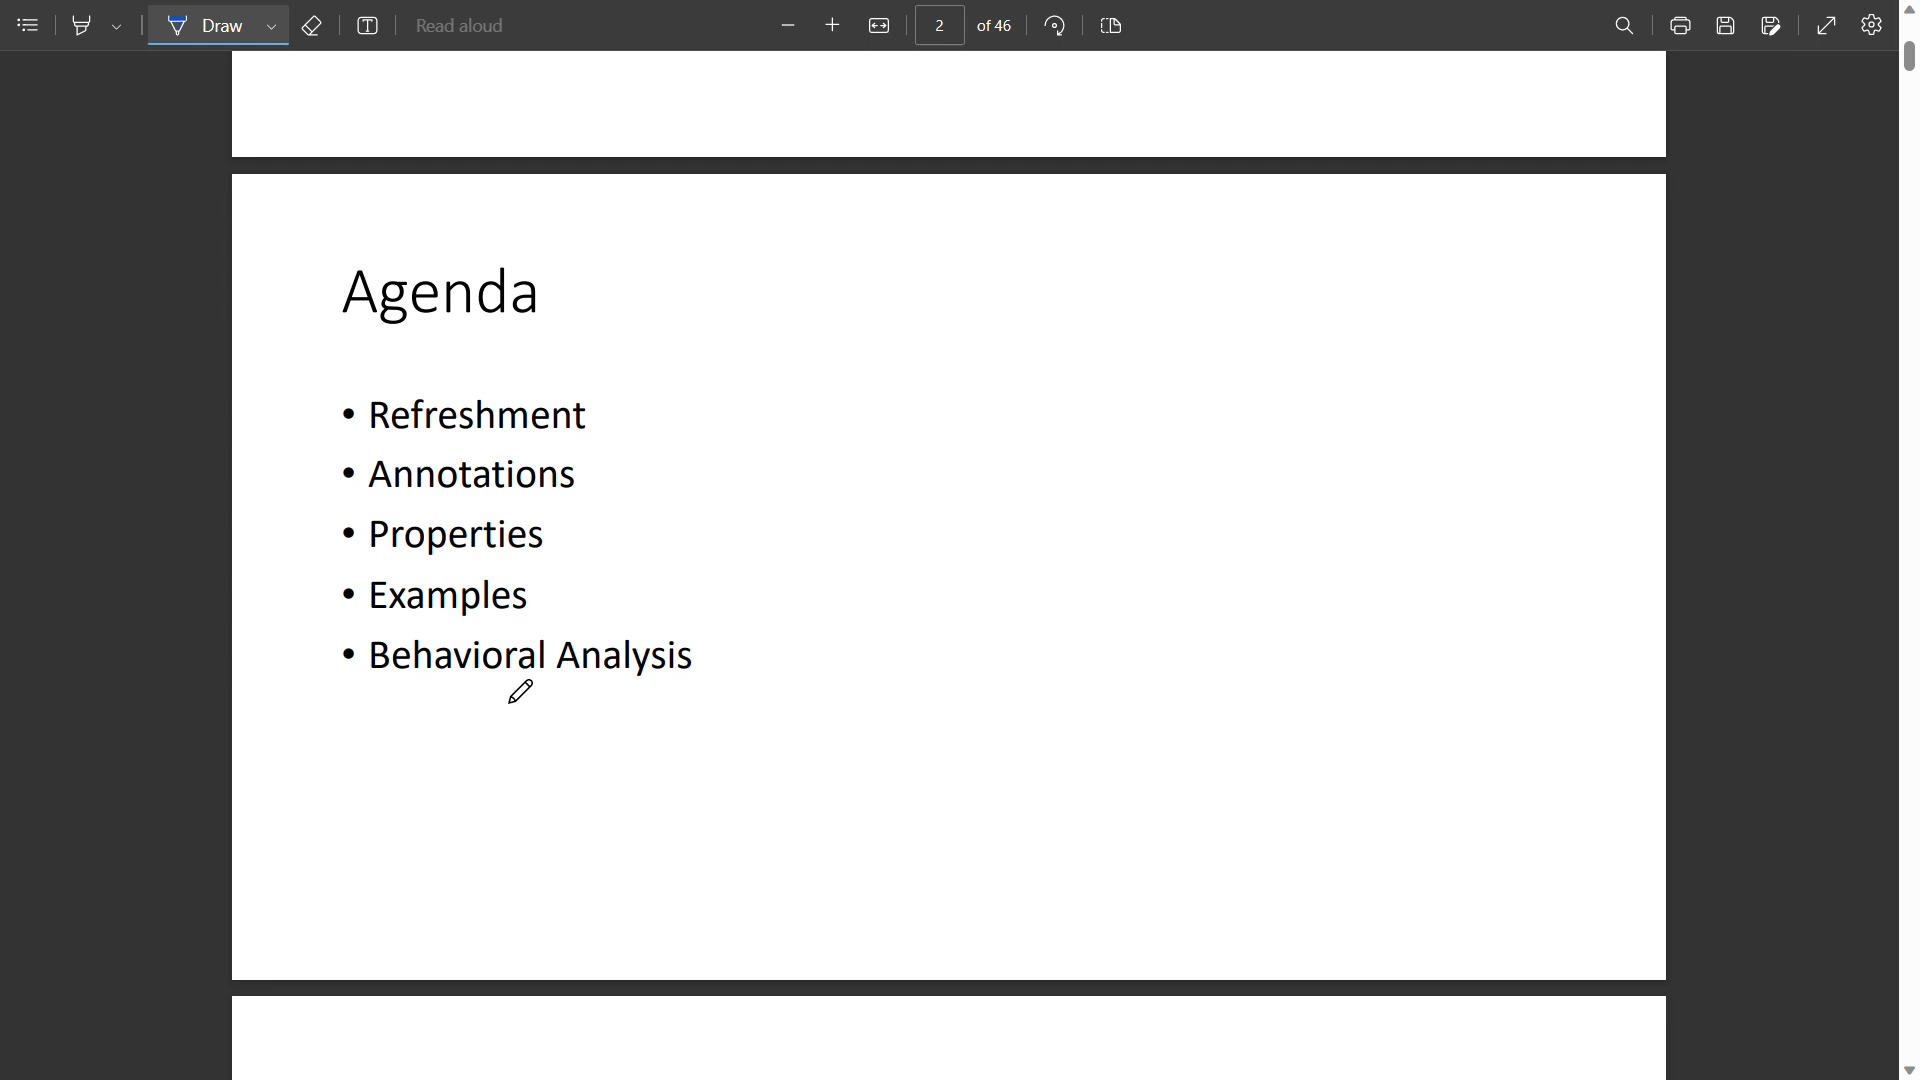 Draw
Read aloud
2 of 46
Agenda
• Refreshment
• Annotations
• Properties
• Examples
• Behavioral Analysis